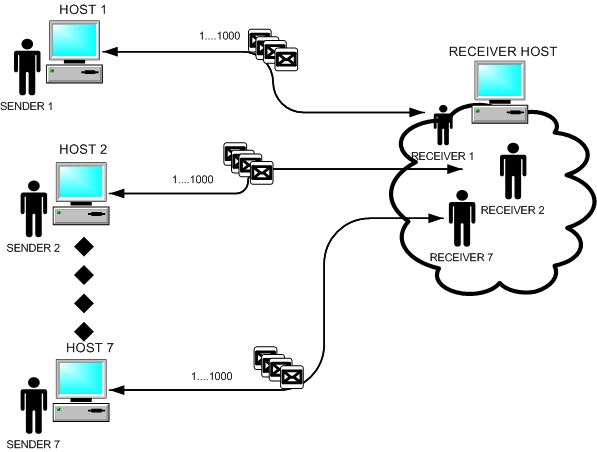 HOST 1
1....1000
RECEIVER HOST
SENDER 1
RECEIVER 1
HOST 2
1....1000
RECEIVER 2
SENDER 2
RECEIVER 7
HOST 7
1....1000
SENDER 7